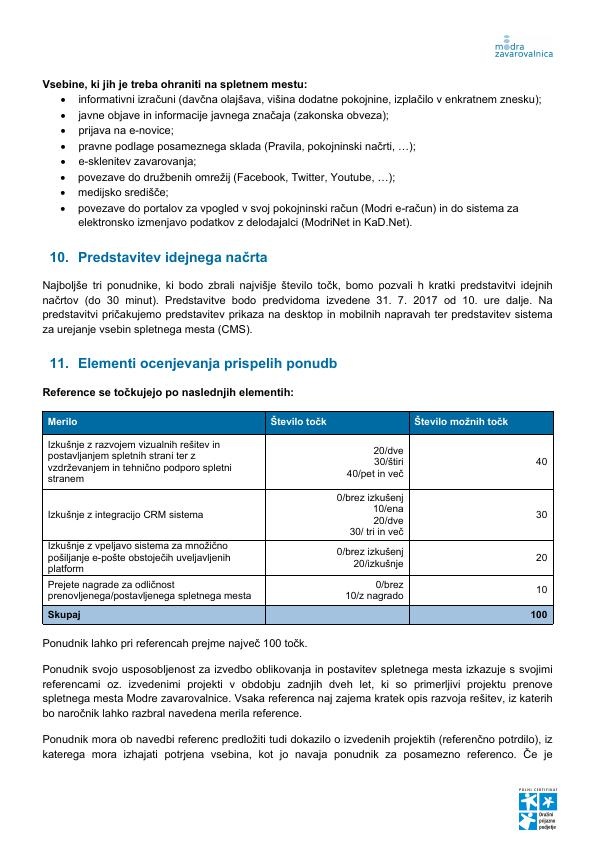 modra
zavarovalnica
Vsebine, ki jih je treba ohraniti na spletnem mestu:
• informativni izračuni (davčna olajšava, višina dodatne pokojnine, izplačilo v enkratnem znesku);
• javne objave in informacije javnega značaja (zakonska obveza);
• prijava na e-novice;
• pravne podlage posameznega sklada (Pravila, pokojninski načrti, …);
• e-sklenitev zavarovanja;
• povezave do družbenih omrežij (Facebook, Twitter, Youtube, …);
• medijsko središče;
• povezave do portalov za vpogled v svoj pokojninski račun (Modri e-račun) in do sistema za
elektronsko izmenjavo podatkov z delodajalci (ModriNet in KaD.Net).
10. Predstavitev idejnega načrta
Najboljše tri ponudnike, ki bodo zbrali najvišje število točk, bomo pozvali h kratki predstavitvi idejnih
načrtov (do 30 minut). Predstavitve bodo predvidoma izvedene 31. 7. 2017 od 10. ure dalje. Na
predstavitvi pričakujemo predstavitev prikaza na desktop in mobilnih napravah ter predstavitev sistema
za urejanje vsebin spletnega mesta (CMS).
11. Elementi ocenjevanja prispelih ponudb
Reference se točkujejo po naslednjih elementih:
Merilo Število točk Število možnih točk
Izkušnje z razvojem vizualnih rešitev in
postavljanjem spletnih strani ter z
vzdrževanjem in tehnično podporo spletni
stranem
20/dve
30/štiri
40/pet in več
40
Izkušnje z integracijo CRM sistema
0/brez izkušenj
10/ena
20/dve
30/ tri in več
30
Izkušnje z vpeljavo sistema za množično
pošiljanje e-pošte obstoječih uveljavljenih
platform
0/brez izkušenj
20/izkušnje
20
Prejete nagrade za odličnost
prenovljenega/postavljenega spletnega mesta
0/brez
10/z nagrado
10
Skupaj 100
Ponudnik lahko pri referencah prejme največ 100 točk.
Ponudnik svojo usposobljenost za izvedbo oblikovanja in postavitev spletnega mesta izkazuje s svojimi
referencami oz. izvedenimi projekti v obdobju zadnjih dveh let, ki so primerljivi projektu prenove
spletnega mesta Modre zavarovalnice. Vsaka referenca naj zajema kratek opis razvoja rešitev, iz katerih
bo naročnik lahko razbral navedena merila reference.
Ponudnik mora ob navedbi referenc predložiti tudi dokazilo o izvedenih projektih (referenčno potrdilo), iz
katerega mora izhajati potrjena vsebina, kot jo navaja ponudnik za posamezno referenco. Če je
POLNI CERTIFIKAT
Družini
prijazno
podjetje